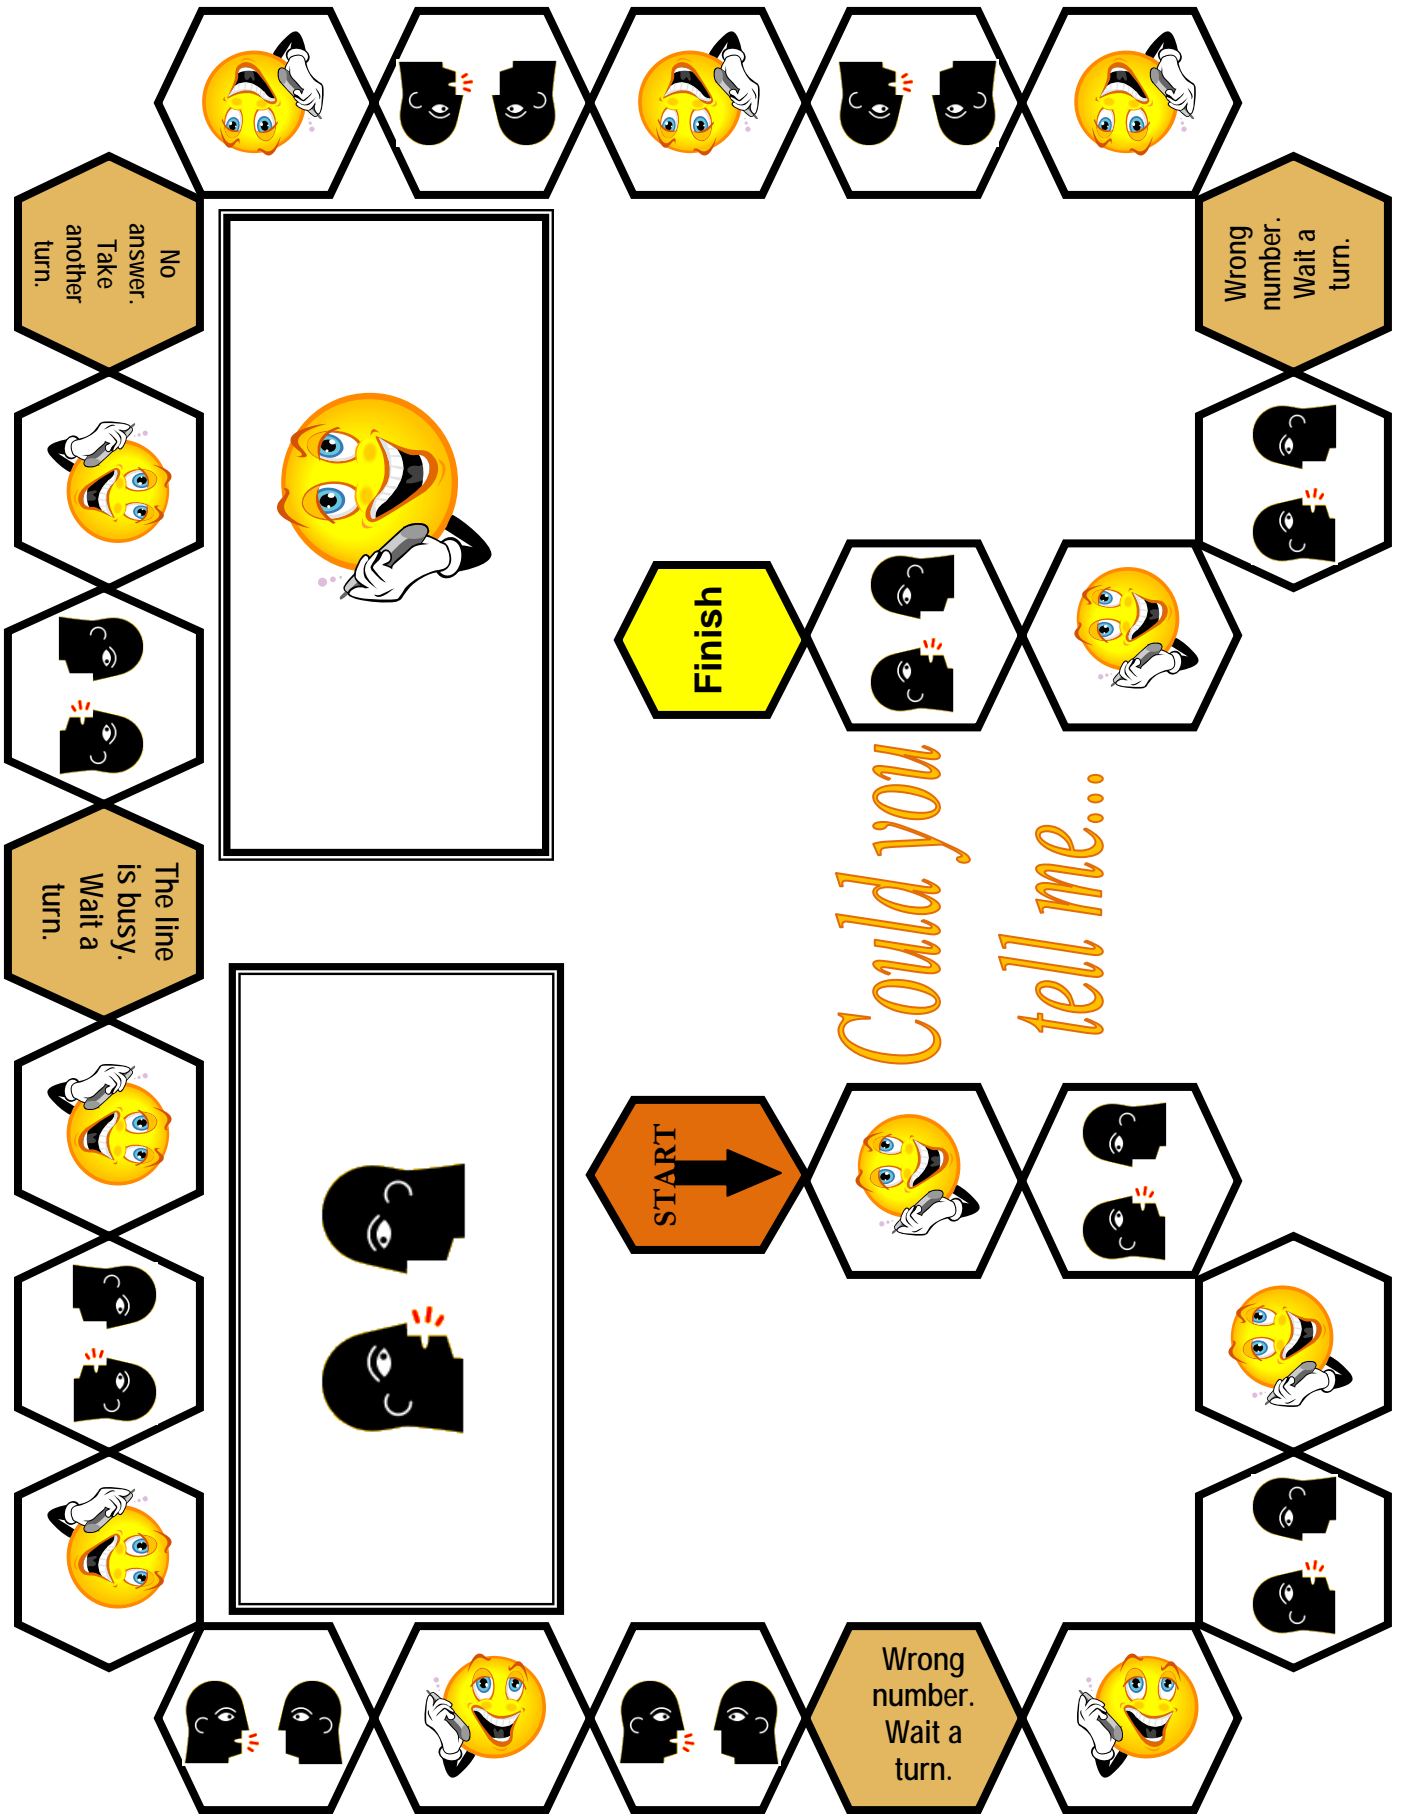 Could you
tell me...
START
Wrong
number.
Wait a
turn.
The line
is busy.
Wait a
turn.
No
answer.
Take
another
turn.
Wrong
number.
Wait a
turn.
Finish